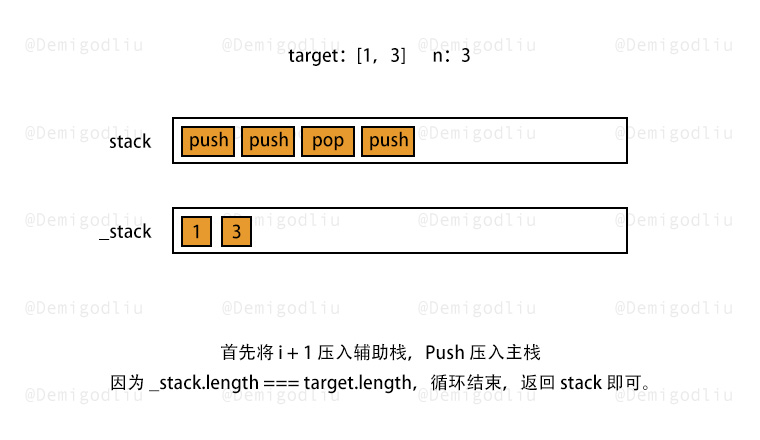 @Demigodliu @Demigodliu @Demigodliu @Demigodliu
target：[1，3] n：3
@Demigodliu @Demigodliu @Demigodliu @Demigodliu
stack push push pop push
@Demigodliu @Demigodliu @Demigodliu @Demigodliu
_stack 1 3
@Demigodliu @Demigodliu @Demigodliu @Demigodliu
首先将 i + 1 压入辅助栈，Push 压入主栈
因为 _stack.length === target.length，循环结束，返回 stack 即可。
@Demigodliu @Demigodliu @Demigodliu @Demigodliu